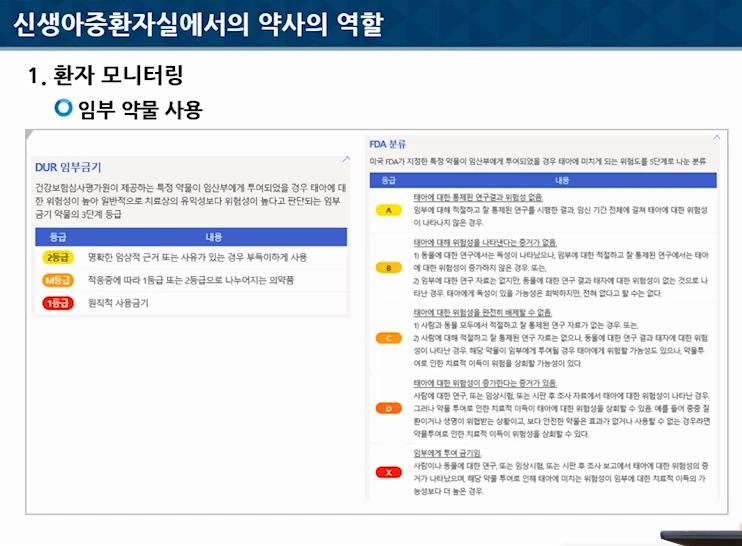 신생아중환자실에서의 약사의 역할
1. 환자 모니터링
임부 약물 사용
DUR 임부금기
건강보험심사평가원이 제공하는 특정 약물이 임산부에게 투여되었을 경우 태아에 대
한 위험성이 높아 일반적으로 치료상의 유익성보다 위험성이 높다고 판단되는 임부
금기 약물의 3단계 등급
등급 내용
2등급 명확한 임상적 근거 또는 사유가 있는 경우 부득이하게 사용
M등급 적응증에 따라 1등급 또는 2등급으로 나누어지는 의약품
1등급 원칙적 사용금기
FDA 분류
미국 FDA가 지정한 특정 약물이 임산부에게 투여되었을 경우 태아에 미치게 되는 위험도를 5단계로 나눈 분류
등급 내용
태아에 대한 통제된 연구결과 위험성 없음.
A 임부에 대해 적절하고 잘 통제된 연구를 시행한 결과, 임신 기간 전체에 걸쳐 태아에 대한 위험성
이 나타나지 않은 경우.
태아에 대해 위험성을 나타낸다는 증거가 없음.
1) 동물에 대한 연구에서는 독성이 나타났으나, 임부에 대한 적절하고 잘 통제된 연구에서는 태아
B 에 대한 위험성이 증가하지 않은 경우. 또는,
2) 임부에 대한 연구 자료는 없지만, 동물에 대한 연구 결과 태자에 대한 위험성이 없는 것으로 나
타난 경우. 태아에게 독성이 있을 가능성은 희박하지만, 전혀 없다고 할 수는 없다.
태아에 대한 위험성을 완전히 배제할 수 없음.
1) 사람과 동물 모두에서 적절하고 잘 통제된 연구 자료가 없는 경우. 또는,
C 2) 사람에 대해 적절하고 잘 통제된 연구 자료는 없으나, 동물에 대한 연구 결과 태자에 대한 위험
성이 나타난 경우. 해당 약물이 임부에게 투여될 경우 태아에게 위험할 가능성도 있으나, 약물투
여로 인한 치료적 이득이 위험을 상회할 가능성이 있다.
태아에 대한 위험성이 증가한다는 증거가 있음.
사람에 대한 연구, 또는 임상시험, 또는 시판 후 조사 자료에서 태아에 대한 위험성이 나타난 경우.
D 그러나 약물 투여로 인한 치료적 이득이 태아에 대한 위험성을 상회할 수 있음. 예를 들어 중증 질
환이거나 생명이 위협받는 상황이고, 보다 안전한 약물은 효과가 없거나 사용할 수 없는 경우라면
약물투여로 인한 치료적 이득이 위험성을 상회할 수 있다.
임부에게 투여 금기임.
사람이나 동물에 대한 연구, 또는 임상시험, 또는 시판 후 조사 보고에서 태아에 대한 위험성의 증
X 거가 나타났으며, 해당 약물 투여로 인해 태아에 미치는 위험성이 임부에 대한 치료적 이득의 가
능성보다 더 높은 경우.